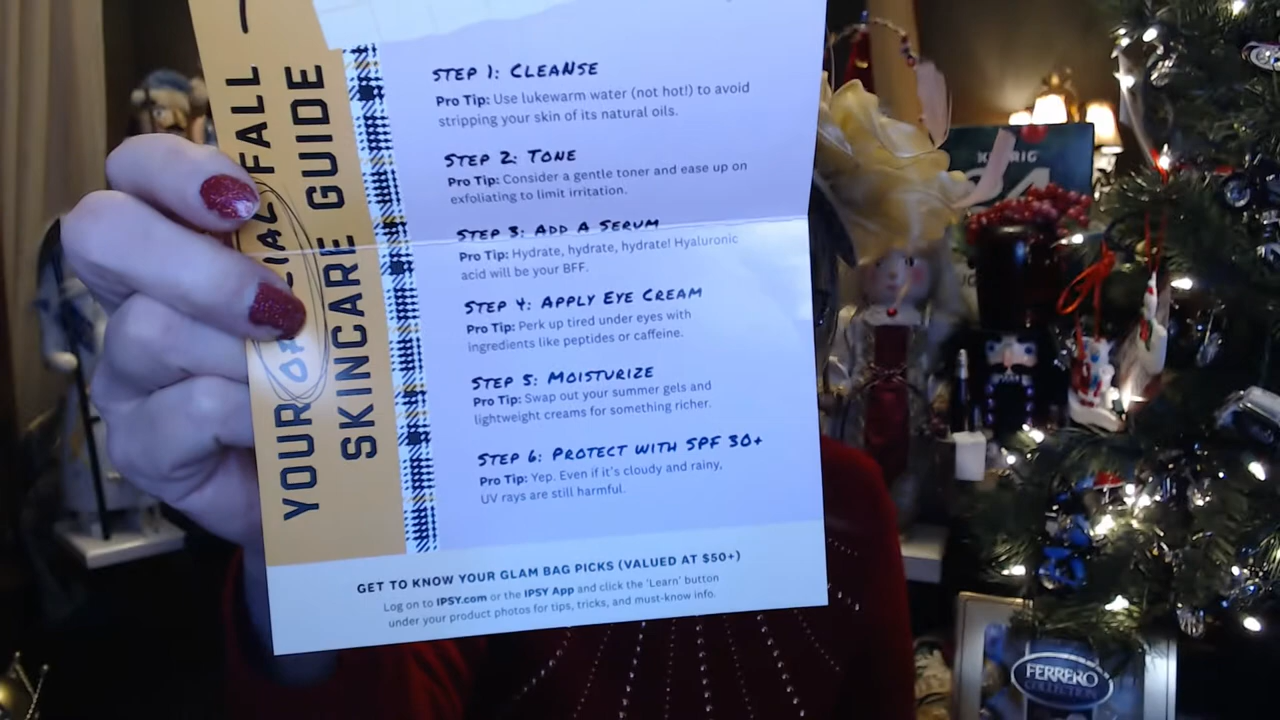 YOUR FALL
SKINCARE GUIDE
STEP 1: CLEANSE
Pro Tip: Use lukewarm water (not hot!) to avoid
stripping your skin of its natural oils.
STEP 2: TONE
Pro Tip: Consider a gentle toner and ease up on
exfoliating to limit irritation.
STEP 3: ADD A SERUM
Pro Tip: Hydrate, hydrate, hydrate! Hyaluronic
acid will be your BFF.
STEP 4: APPLY EYE CREAM
Pro Tip: Perk up tired under eyes with
ingredients like peptides or caffeine.
STEP 5: MOISTURIZE
Pro Tip: Swap out your summer gels and
lightweight creams for something richer.
STEP 6: PROTECT WITH SPF 30+
Pro Tip: Yep. Even if it's cloudy and rainy,
UV rays are still harmful.
GET TO KNOW YOUR GLAM BAG PICKS (VALUED AT $50+)
Log on to IPSY.com or the IPSY App and click the 'Learn' button
under your product photos for tips, tricks, and must-know info.
FERRERO
COLLECTION